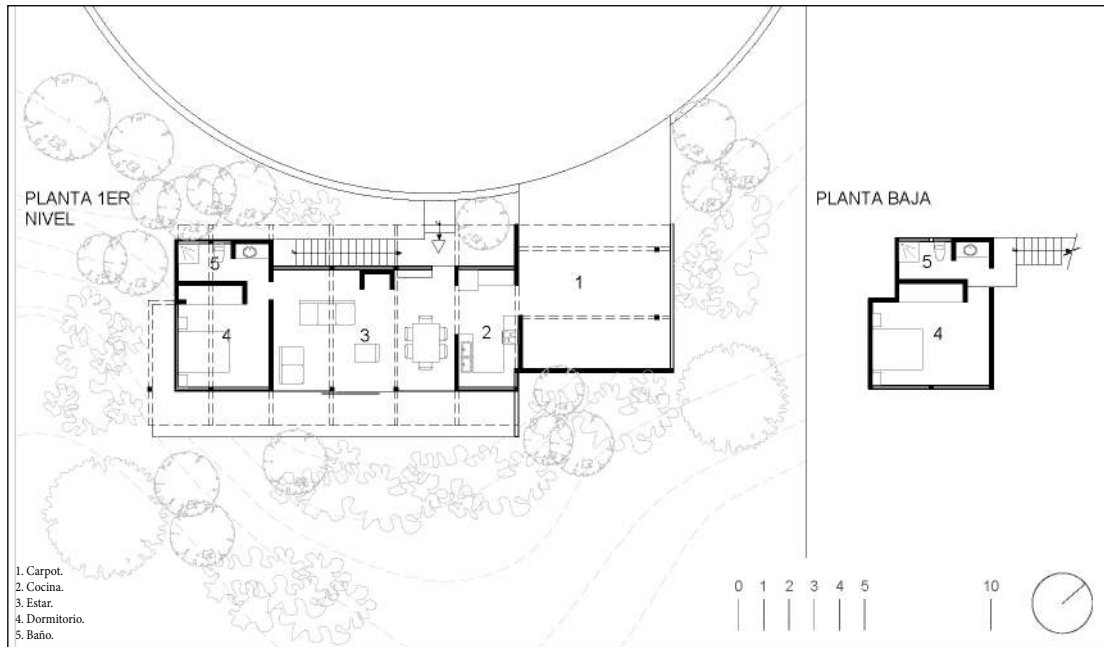 PLANTA 1ER
NIVEL
PLANTA BAJA
5
4
3
2
1
5
4
1. Carpot.
2. Cocina.
3. Estar.
4. Dormitorio.
5. Baño.
0 1 2 3 4 5 10